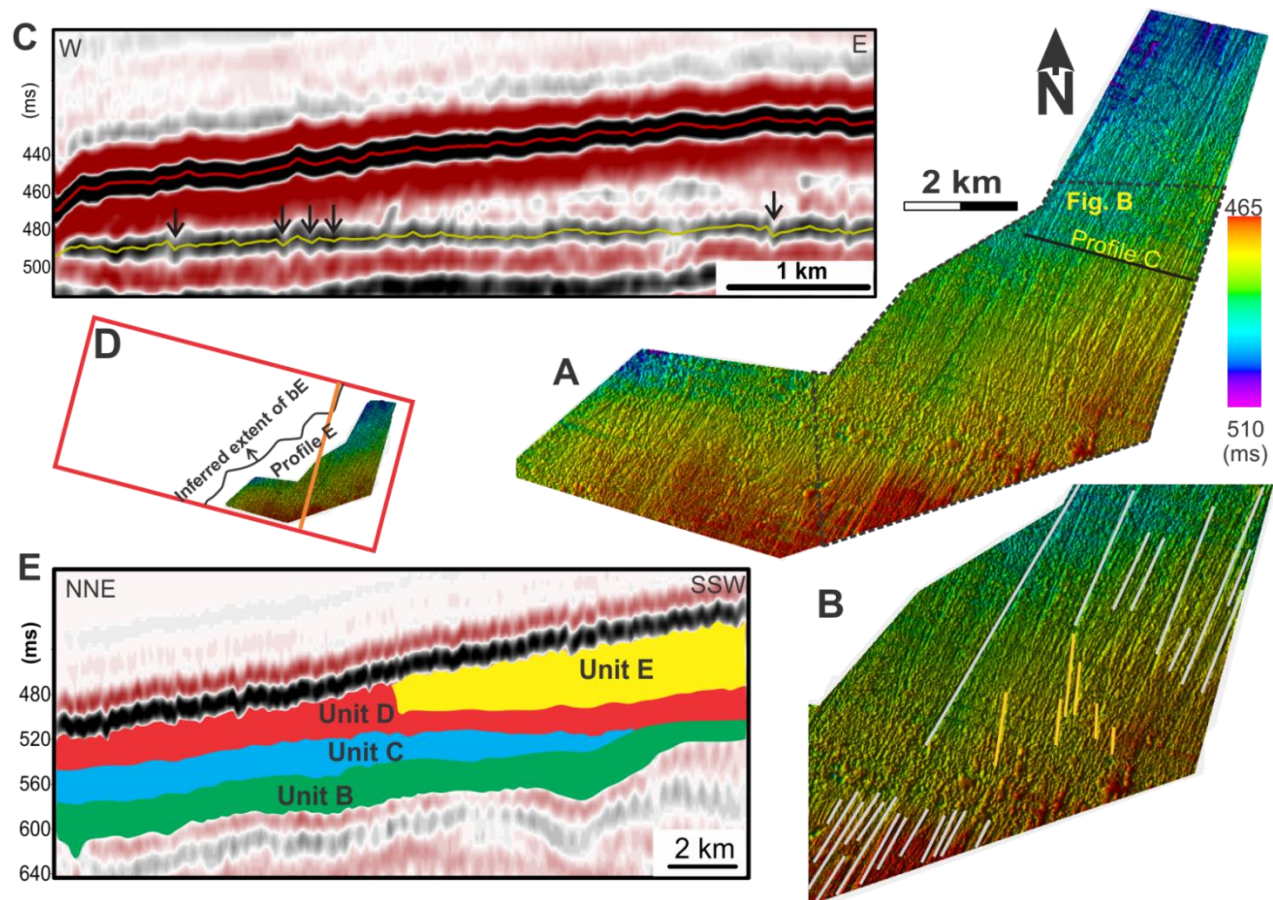 C
W
E
(ms)
440
460
480
500
1 km
N
2 km
Fig. B
Profile C
465
510
(ms)
A
D
Inferred extent of bE
Profile E
B
E
NNE
SSW
(ms)
480
520
560
600
640
Unit E
Unit D
Unit C
Unit B
2 km